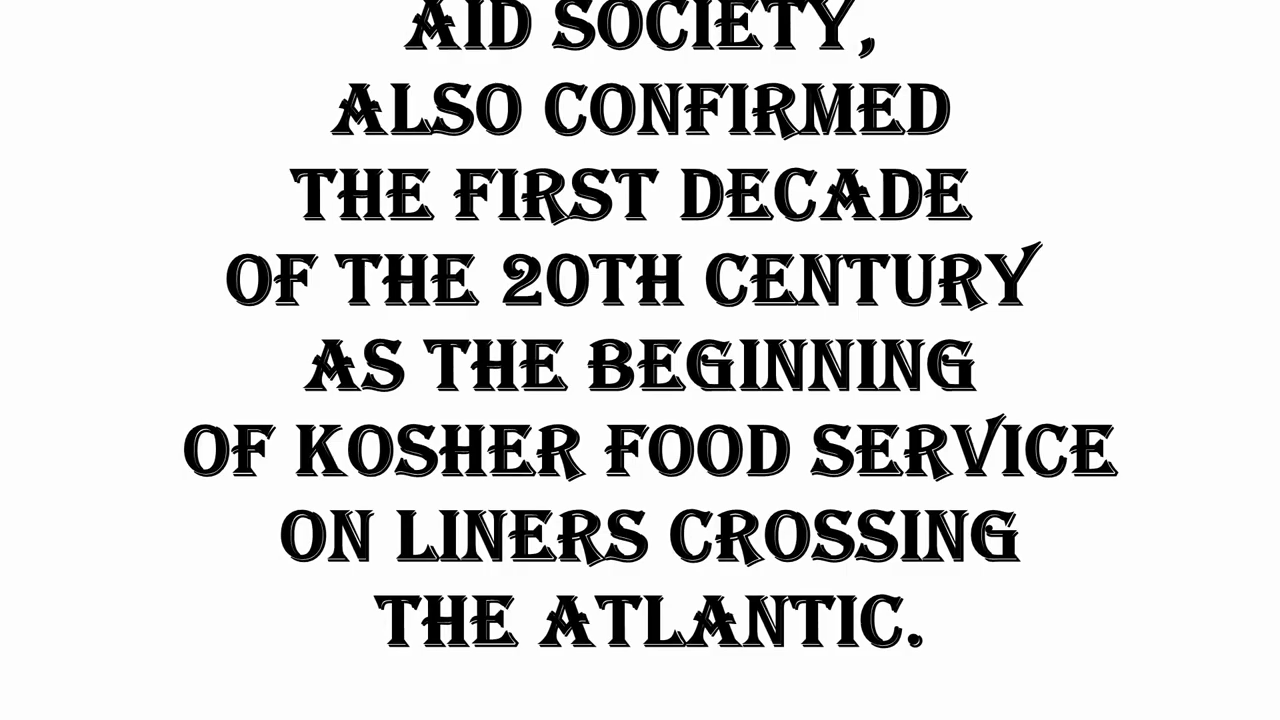 AID SOCIETY,
ALSO CONFIRMED
THE FIRST DECADE
OF THE 20TH CENTURY
AS THE BEGINNING
OF KOSHER FOOD SERVICE
ON LINERS CROSSING
THE ATLANTIC.